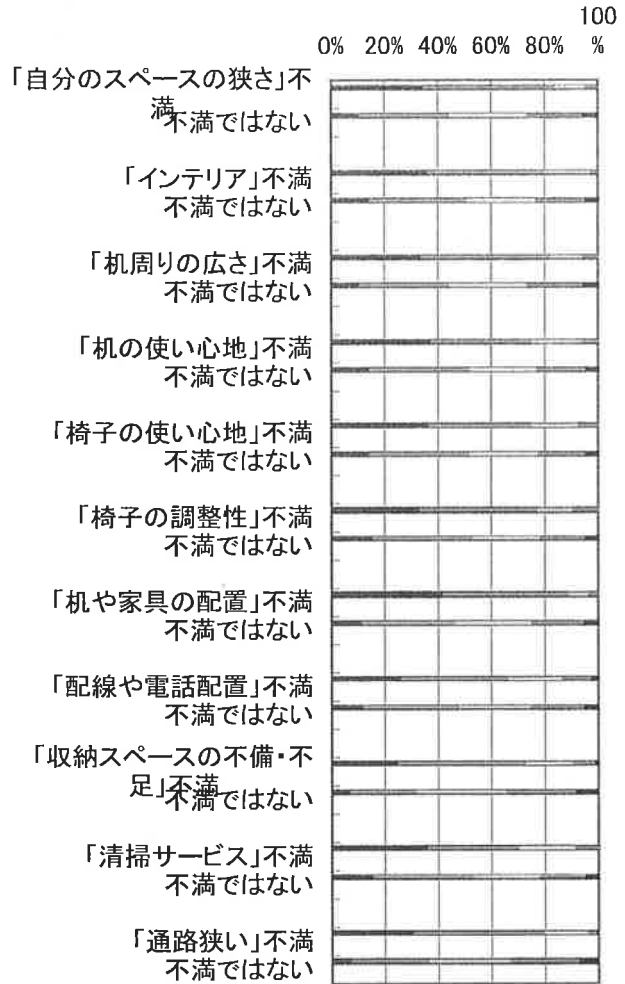 100
0% 20% 40% 60% 80% %
「自分のスペースの狭さ」不
満
不満ではない
「インテリア」不満
不満ではない
「机周りの広さ」不満
不満ではない
「机の使い心地」不満
不満ではない
「椅子の使い心地」不満
不満ではない
「椅子の調整性」不満
不満ではない
「机や家具の配置」不満
不満ではない
「配線や電話配置」不満
不満ではない
「収納スペースの不備・不
足」不満
不満ではない
「清掃サービス」不満
不満ではない
「通路狭い」不満
不満ではない